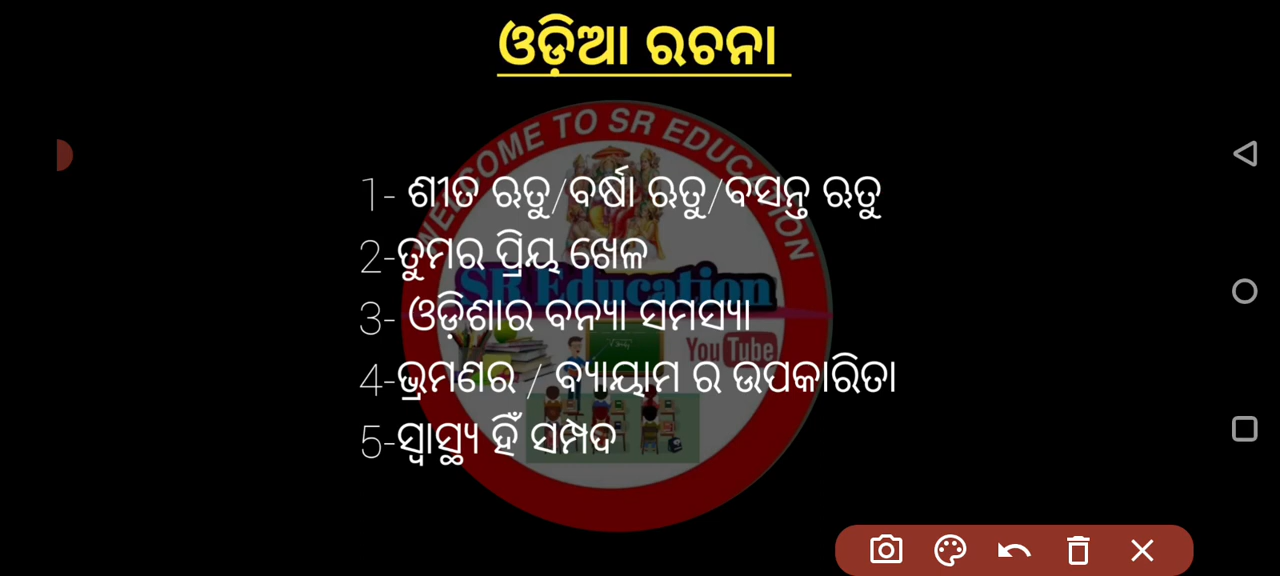 ଓଡ଼ିଆ ରଚନା
WELCOME TO SR EDUCATION
1- ଶୀତ ଋତୁ/ବର୍ଷା ଋତୁ/ବସନ୍ତ ଋତୁ
2-ତୁମର ପ୍ରିୟ ଖେଳ
SR Education
3- ଓଡ଼ିଶାର ବନ୍ୟା ସମସ୍ୟା
YouTube
4-ଭ୍ରମଣର / ବ୍ୟାୟାମ ର ଉପକାରିତା
5-ସ୍ୱାସ୍ଥ୍ୟ ହିଁ ସମ୍ପଦ